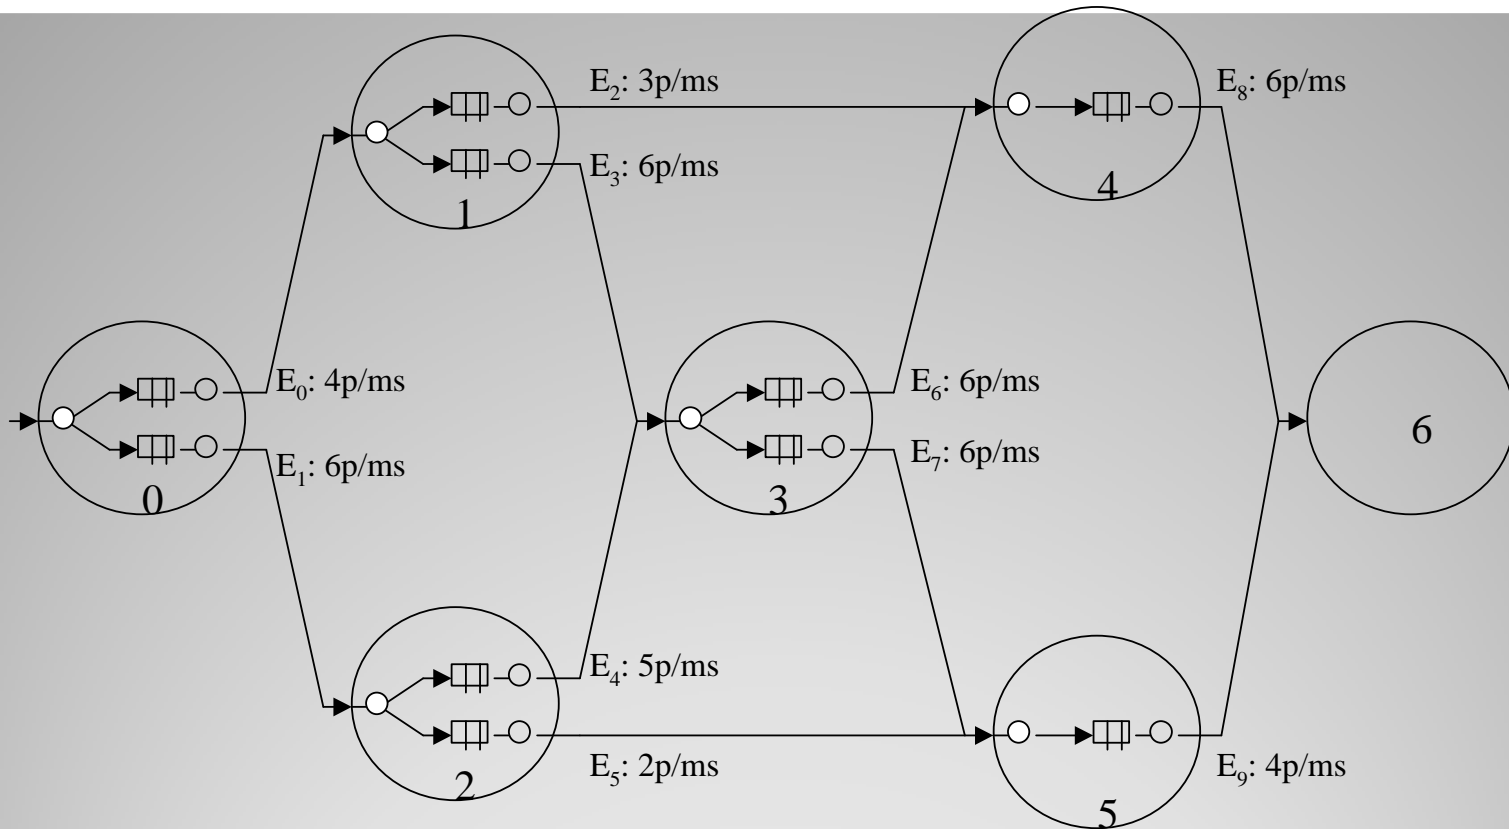 E₂: 3p/ms
E₃: 6p/ms
1
E₈: 6p/ms
4
E₀: 4p/ms
E₁: 6p/ms
0
E₆: 6p/ms
E₇: 6p/ms
3
6
E₄: 5p/ms
E₅: 2p/ms
2
E₉: 4p/ms
5